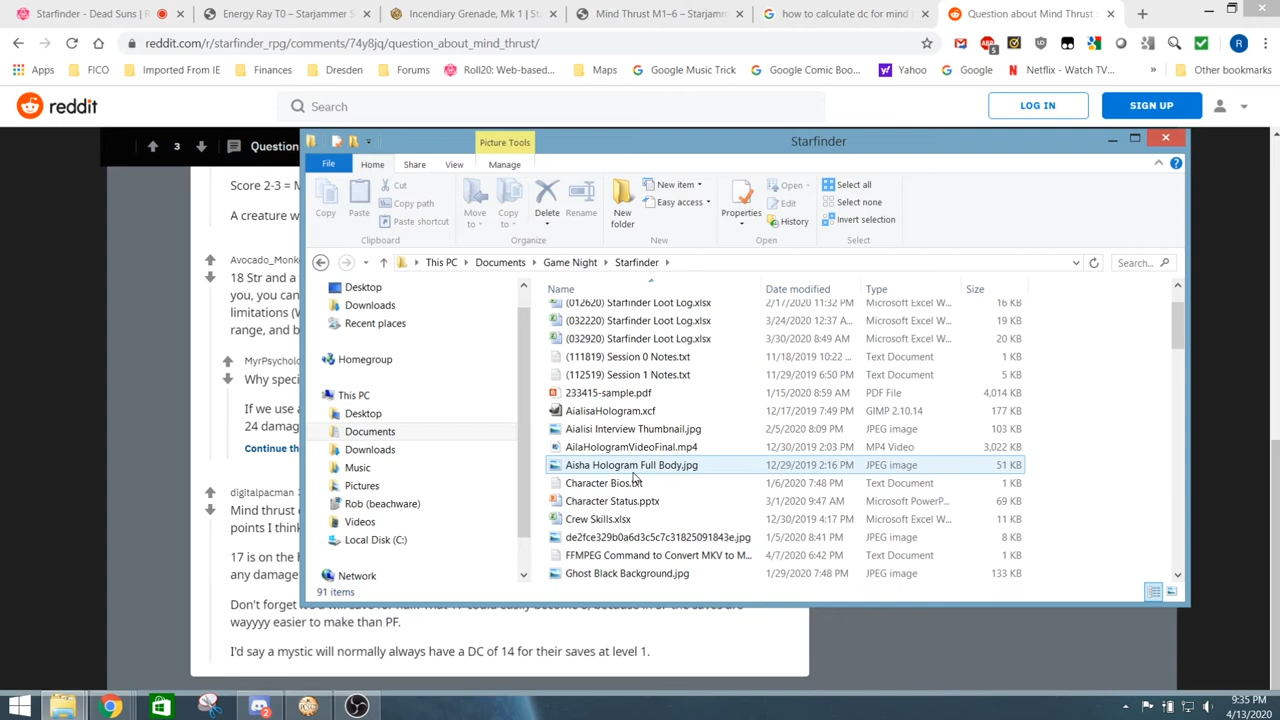 Starfinder - Dead Suns | R
Energy Ray T0 – Starjammer S
Incendiary Grenade, Mk 1 | St
Mind Thrust M1–6 – Starjamm
how to calculate dc for mind
Question about Mind Thrust :
reddit.com/r/starfinder_rpg/comments/74y8jq/question_about_mind_thrust/
Apps FICO Imported From IE Finances Dresden Forums Roll20: Web-based... Maps Google Music Trick Google Comic Boo... Yahoo Google Netflix - Watch TV... » Other bookmarks
reddit Search LOG IN SIGN UP
3 Question
Score 2-3 = M
A creature w
Avocado_Monk
18 Str and a
you, you can
limitations (W
range, and b
MyrPsycholo
Why speci
If we use a
24 damag
Continue th
digitalpacman
Mind thrust
points I think
17 is on the
any damage
Don't forget
wayyyy easier to make than PF.
I'd say a mystic will normally always have a DC of 14 for their saves at level 1.
Picture Tools
Starfinder
File Home Share View Manage
Copy Paste
Cut
Copy path
Paste shortcut
Clipboard
Move to
Copy to
Delete Rename
Organize
New folder
New item
Easy access
New
Properties
Open
Edit
History
Open
Select all
Select none
Invert selection
Select
This PC Documents Game Night Starfinder
Search...
Desktop
Downloads
Recent places
Homegroup
This PC
Desktop
Documents
Downloads
Music
Pictures
Rob (beachware)
Videos
Local Disk (C:)
Network
Name Date modified Type Size
(012620) Starfinder Loot Log.xlsx 2/17/2020 11:32 PM Microsoft Excel W... 16 KB
(032220) Starfinder Loot Log.xlsx 3/24/2020 12:37 A... Microsoft Excel W... 19 KB
(032920) Starfinder Loot Log.xlsx 3/30/2020 8:49 AM Microsoft Excel W... 20 KB
(111819) Session 0 Notes.txt 11/18/2019 10:22 ... Text Document 1 KB
(112519) Session 1 Notes.txt 11/29/2019 6:50 PM Text Document 5 KB
233415-sample.pdf 1/15/2020 8:59 AM PDF File 4,014 KB
AialisaHologram.xcf 12/17/2019 7:49 PM GIMP 2.10.14 177 KB
Aialisi Interview Thumbnail.jpg 2/5/2020 8:09 PM JPEG image 103 KB
AilaHologramVideoFinal.mp4 12/30/2019 2:03 PM MP4 Video 3,022 KB
Aisha Hologram Full Body.jpg 12/29/2019 2:16 PM JPEG image 51 KB
Character Bios.txt 1/6/2020 7:48 PM Text Document 1 KB
Character Status.pptx 3/1/2020 9:47 AM Microsoft PowerP... 69 KB
Crew Skills.xlsx 12/30/2019 4:17 PM Microsoft Excel W... 11 KB
de2fce329b0a6d3c5c7c31825091843e.jpg 1/5/2020 8:41 PM JPEG image 8 KB
FFMPEG Command to Convert MKV to M... 4/7/2020 6:42 PM Text Document 1 KB
Ghost Black Background.jpg 1/29/2020 7:48 PM JPEG image 133 KB
91 items
9:35 PM
4/13/2020